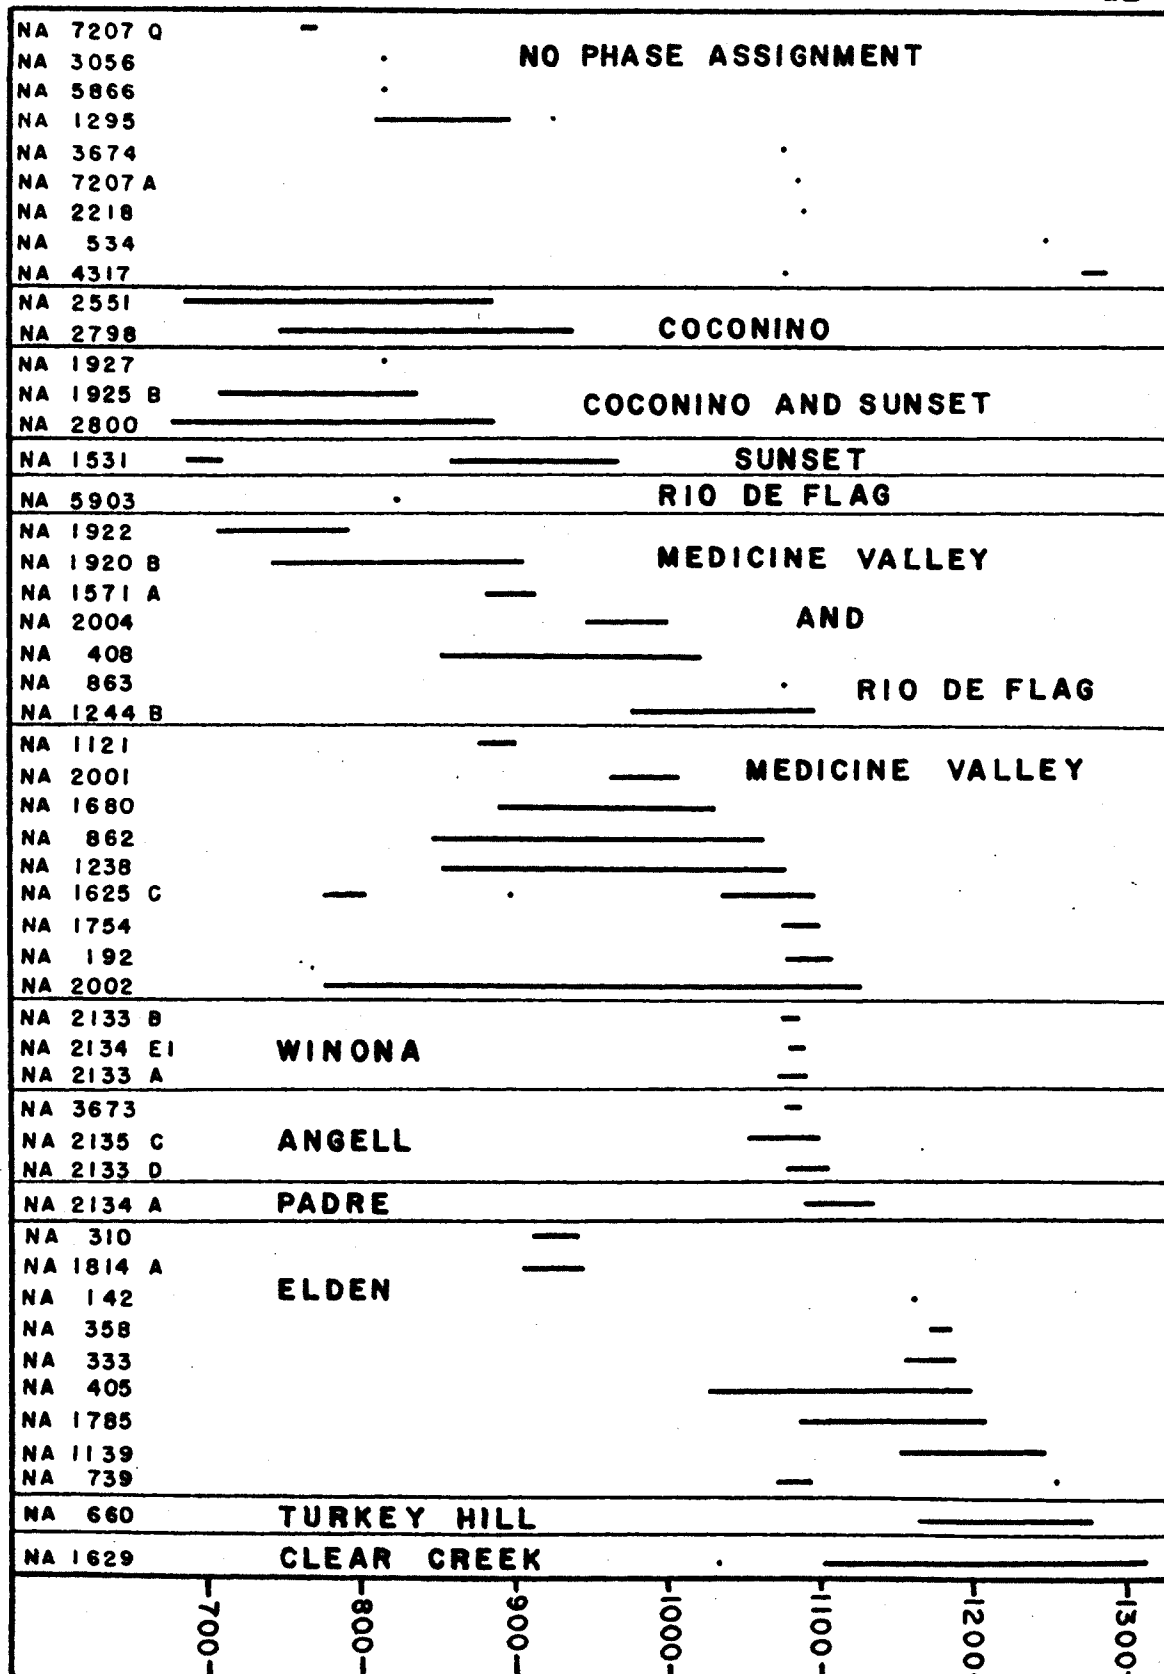 NA 7207 Q
NA 3056
NO PHASE ASSIGNMENT
NA 5866
NA 1295
NA 3674
NA 7207 A
NA 2218
NA 534
NA 4317
NA 2551
NA 2798
COCONINO
NA 1927
NA 1925 B
COCONINO AND SUNSET
NA 2800
NA 1531
SUNSET
NA 5903
RIO DE FLAG
NA 1922
NA 1920 B
MEDICINE VALLEY
NA 1571 A
NA 2004
AND
NA 408
NA 863
RIO DE FLAG
NA 1244 B
NA 1121
NA 2001
MEDICINE VALLEY
NA 1680
NA 862
NA 1238
NA 1625 C
NA 1754
NA 192
NA 2002
NA 2133 B
NA 2134 E1
WINONA
NA 2133 A
NA 3673
NA 2135 C
ANGELL
NA 2133 D
NA 2134 A
PADRE
NA 310
NA 1814 A
ELDEN
NA 142
NA 358
NA 333
NA 405
NA 1785
NA 1139
NA 739
NA 660
TURKEY HILL
NA 1629
CLEAR CREEK
-700-
-800-
-900-
-1000-
-1100-
-1200-
-1300-